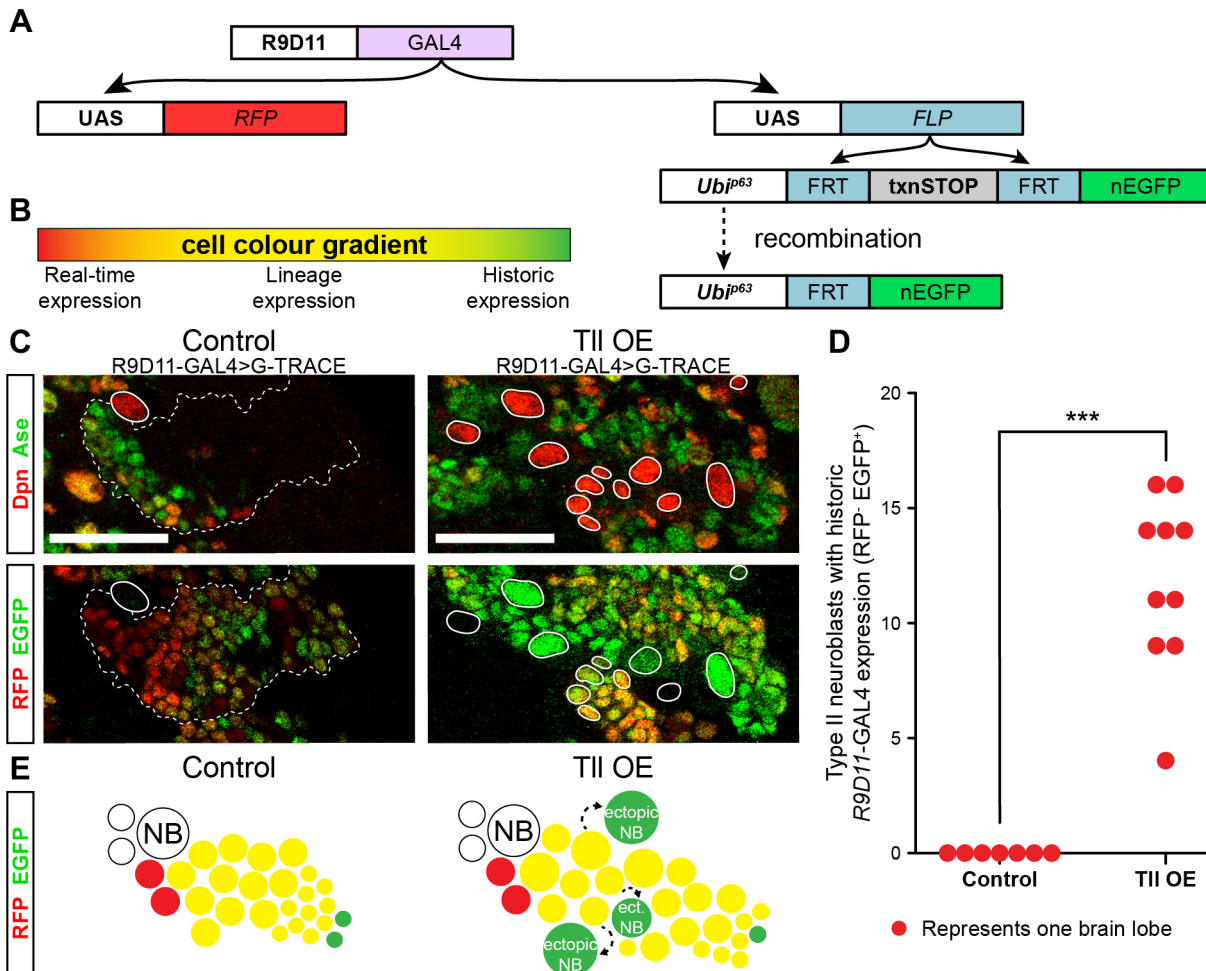 A
R9D11 GAL4
UAS RFP
UAS FLP
Ubi^p63 FRT txnSTOP FRT nEGFP
recombination
Ubi^p63 FRT nEGFP
B
cell colour gradient
Real-time expression
Lineage expression
Historic expression
C
Control
R9D11-GAL4>G-TRACE
Tll OE
R9D11-GAL4>G-TRACE
Dpn Ase
RFP EGFP
D
Type II neuroblasts with historic
R9D11-GAL4 expression (RFP⁻ EGFP⁺)
20
15
10
5
0
***
Control
Tll OE
Represents one brain lobe
E
Control
Tll OE
RFP EGFP
NB
NB
ectopic
NB
ect.
NB
ectopic
NB